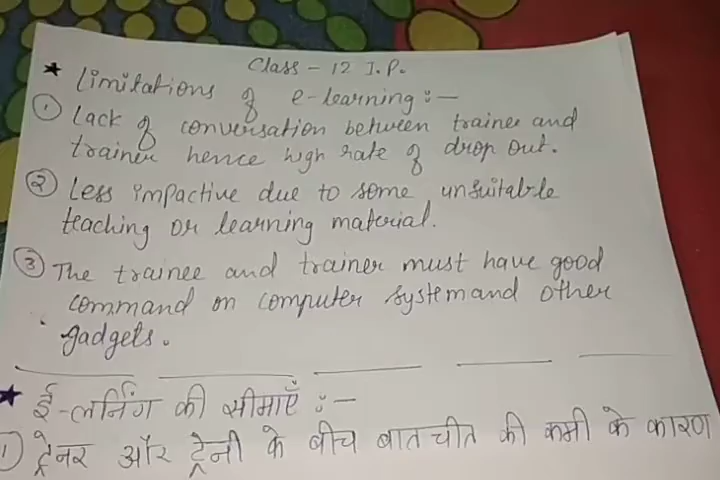 Class - 12 I.P.
★ Limitations of e-learning :-
① Lack of conversation between trainee and
trainer hence high rate of drop out.
② Less impactive due to some unsuitable
teaching or learning material.
③ The trainee and trainer must have good
command on computer system and other
gadgets.
★ ई-लर्निंग की सीमाएँ :-
① ट्रेनर और ट्रेनी के बीच बातचीत की कमी के कारण